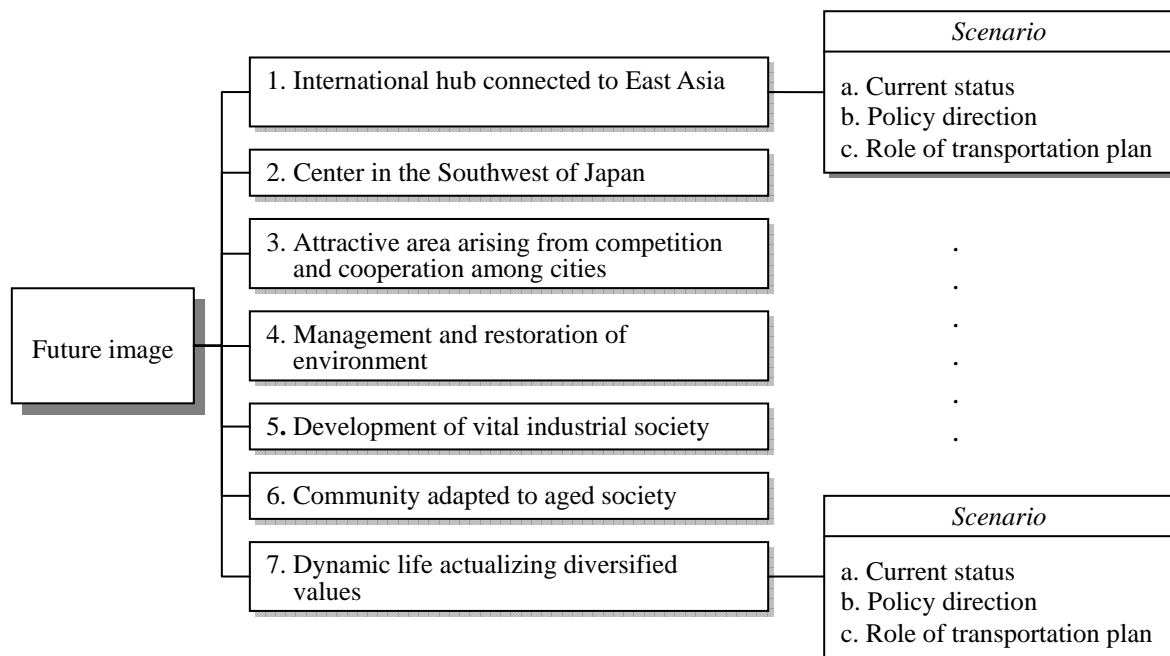 Future image
1. International hub connected to East Asia
2. Center in the Southwest of Japan
3. Attractive area arising from competition
and cooperation among cities
4. Management and restoration of
environment
5. Development of vital industrial society
6. Community adapted to aged society
7. Dynamic life actualizing diversified
values
Scenario
a. Current status
b. Policy direction
c. Role of transportation plan
.
.
.
.
.
.
Scenario
a. Current status
b. Policy direction
c. Role of transportation plan